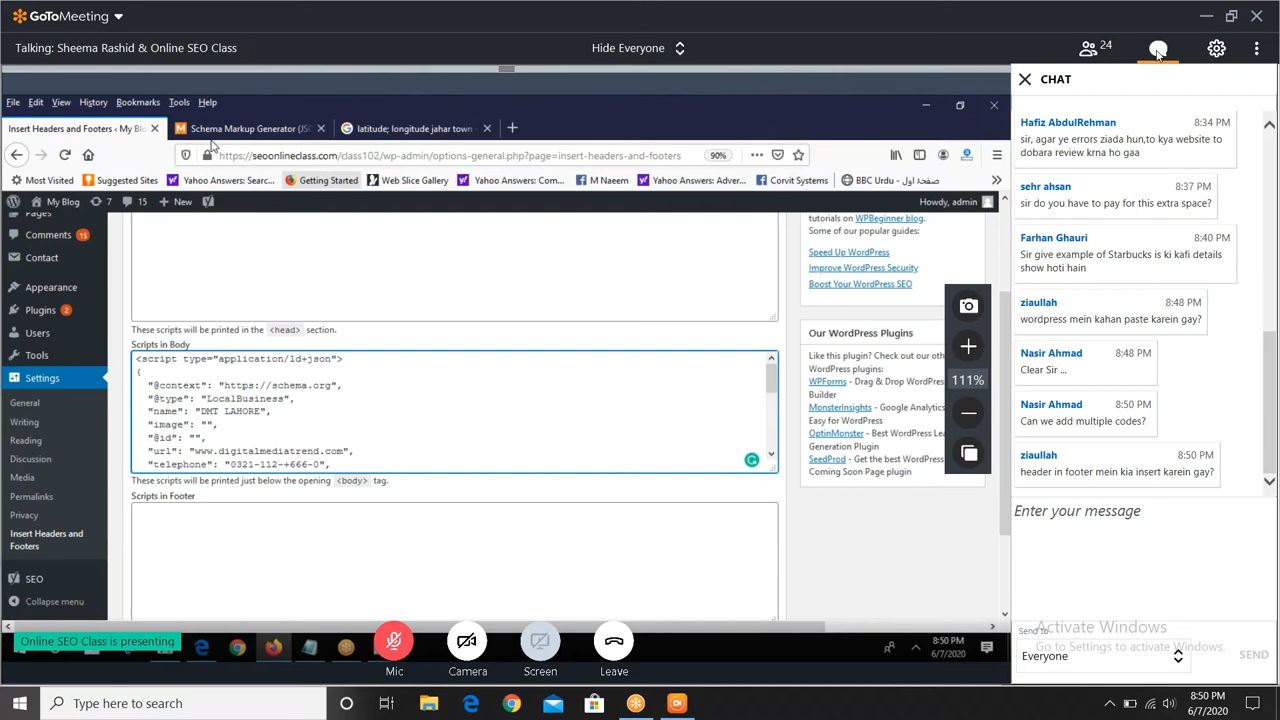 GoToMeeting
Talking: Sheema Rashid & Online SEO Class
Hide Everyone
24
CHAT
File Edit View History Bookmarks Tools Help
Insert Headers and Footers ‹ My Blo
Schema Markup Generator (JSO
latitude; longitude jahar town
https://seoonlineclass.com/class102/wp-admin/options-general.php?page=insert-headers-and-footers
90%
Most Visited
Suggested Sites
Yahoo Answers: Searc...
Getting Started
Web Slice Gallery
Yahoo Answers: Com...
M Naeem
Yahoo Answers: Adver...
Corvit Systems
BBC Urdu - صفحۂ اول
My Blog
7
15
+ New
Howdy, admin
Pages
Comments 15
Contact
Appearance
Plugins 2
Users
Tools
Settings
General
Writing
Reading
Discussion
Media
Permalinks
Privacy
Insert Headers and
Footers
SEO
Collapse menu
These scripts will be printed in the <head> section.
Scripts in Body
<script type="application/ld+json">
{
"@context": "https://schema.org",
"@type": "LocalBusiness",
"name": "DMT LAHORE",
"image": "",
"@id": "",
"url": "www.digitalmediatrend.com",
"telephone": "0321-112-+666-0",
These scripts will be printed just below the opening <body> tag.
Scripts in Footer
tutorials on WPBeginner blog.
Some of our popular guides:
Speed Up WordPress
Improve WordPress Security
Boost Your WordPress SEO
Our WordPress Plugins
Like this plugin? Check out our oth
WordPress plugins:
WPForms - Drag & Drop WordPre
Builder
MonsterInsights - Google Analytics
Easy for WordPress
OptinMonster - Best WordPress Lea
Generation Plugin
SeedProd - Get the best WordPre
Coming Soon Page plugin
111%
Hafiz AbdulRehman 8:34 PM
sir, agar ye errors ziada hun,to kya website to
dobara review krna ho gaa
sehr ahsan 8:37 PM
sir do you have to pay for this extra space?
Farhan Ghauri 8:40 PM
Sir give example of Starbucks is ki kafi details
show hoti hain
ziaullah 8:48 PM
wordpress mein kahan paste karein gay?
Nasir Ahmad 8:48 PM
Clear Sir ...
Nasir Ahmad 8:50 PM
Can we add multiple codes?
ziaullah 8:50 PM
header in footer mein kia insert karein gay?
Enter your message
Send to
Everyone
SEND
Activate Windows
Go to Settings to activate Windows.
Online SEO Class is presenting
8:50 PM
6/7/2020
Mic
Camera
Screen
Leave
Type here to search
8:50 PM
6/7/2020